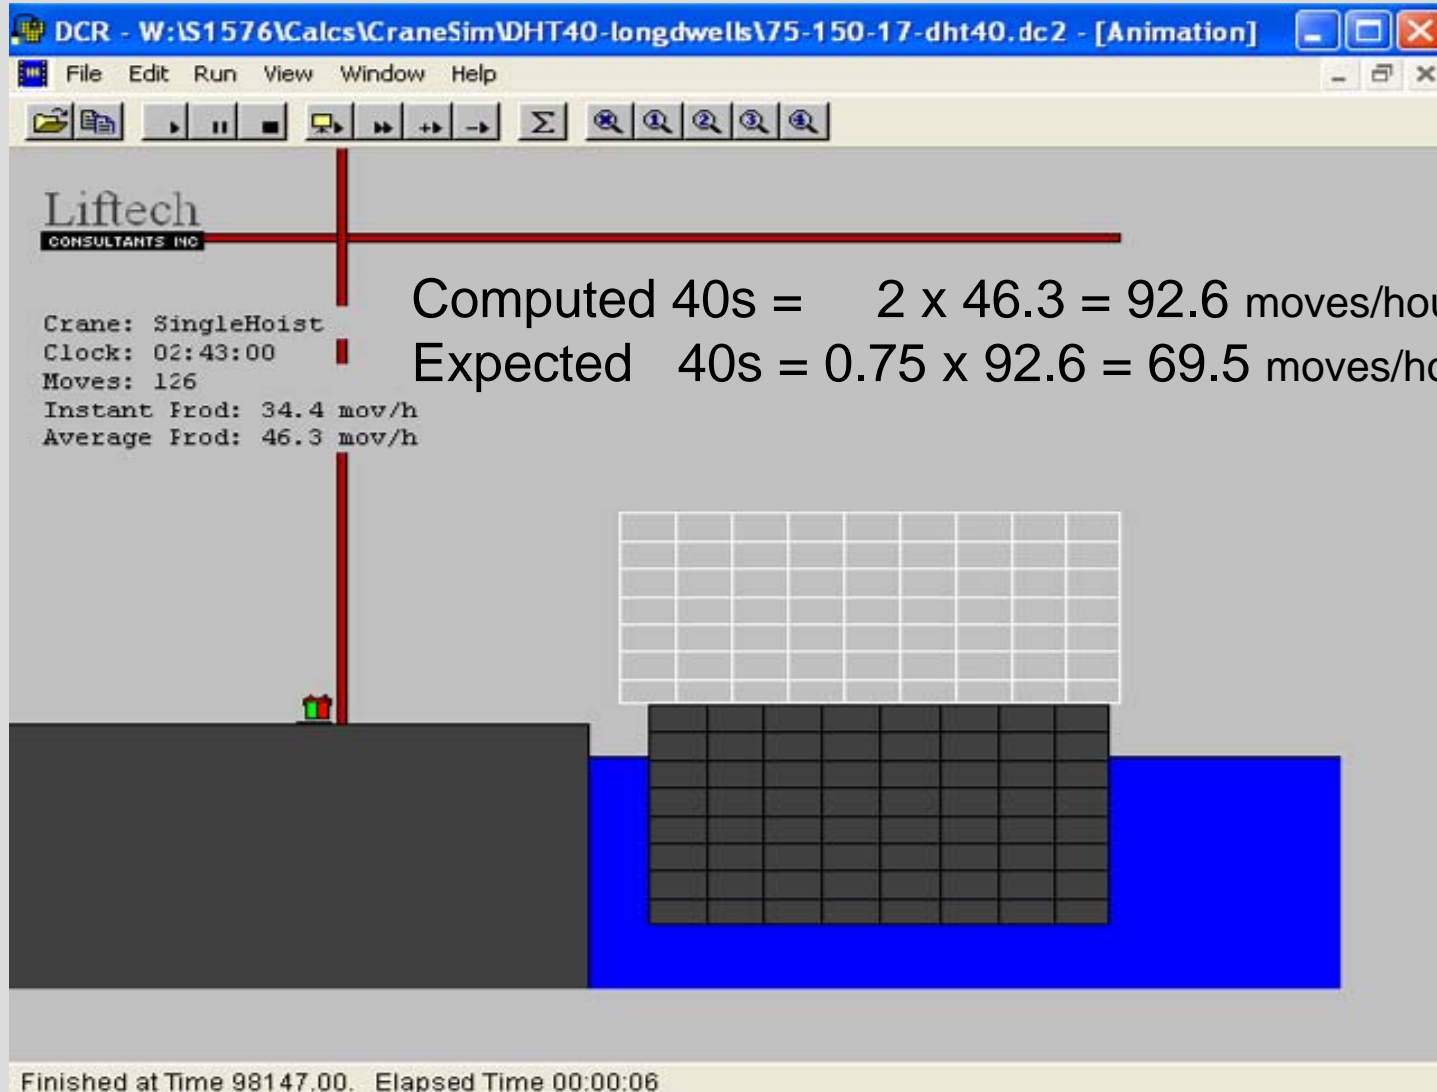 DCR - W:\S1576\Calcs\CraneSim\DHT40-longdwells\75-150-17-dht40.dc2 - [Animation]
File Edit Run View Window Help
Liftech
CONSULTANTS INC
Computed 40s = 2 x 46.3 = 92.6 moves/hou
Expected 40s = 0.75 x 92.6 = 69.5 moves/ho
Crane: SingleHoist
Clock: 02:43:00
Moves: 126
Instant Prod: 34.4 mov/h
Average Prod: 46.3 mov/h
Finished at Time 98147.00. Elapsed Time 00:00:06